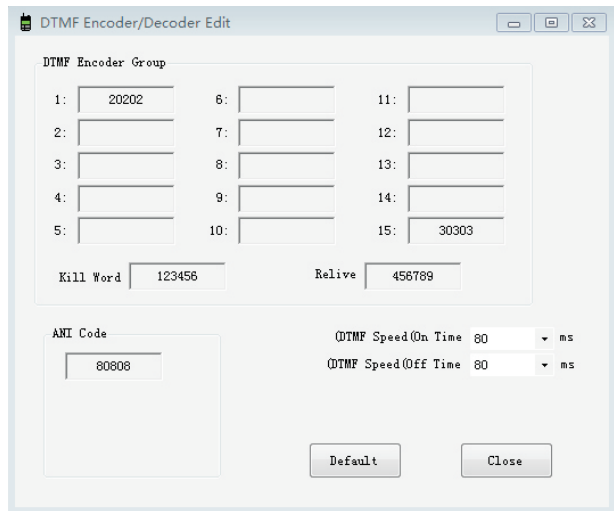 DTMF Encoder/Decoder Edit
DTMF Encoder Group
1: 20202 6: 11:
2: 7: 12:
3: 8: 13:
4: 9: 14:
5: 10: 15: 30303
Kill Word 123456 Relive 456789
ANI Code
80808
(DTMF Speed(On Time 80 ms
(DTMF Speed(Off Time 80 ms
Default Close